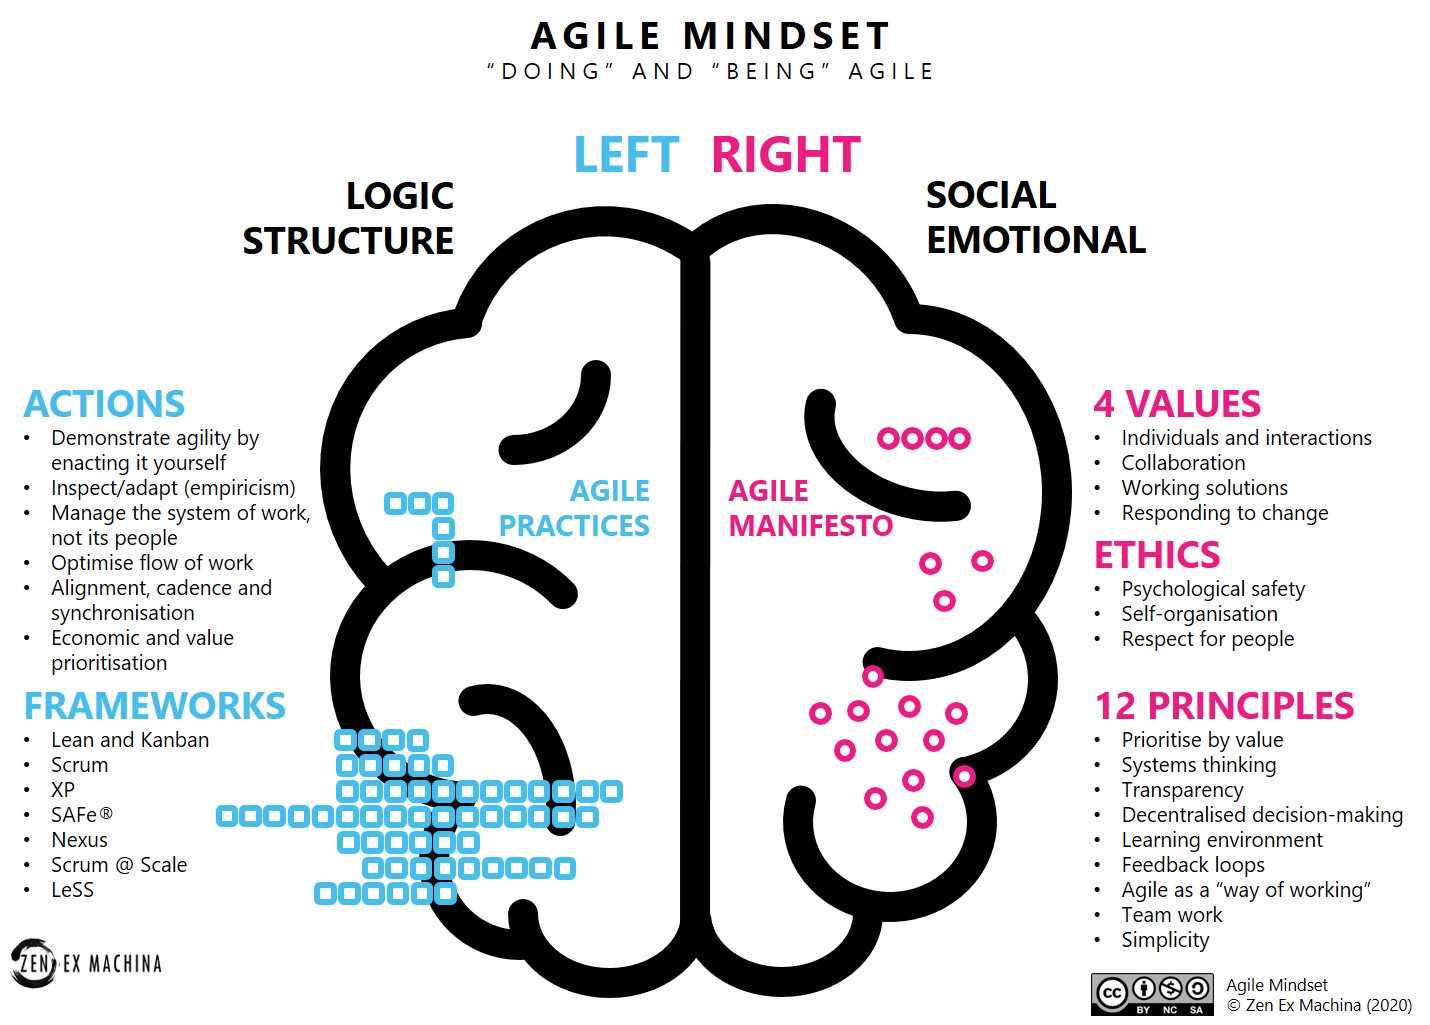 AGILE MINDSET
“DOING” AND “BEING” AGILE
LEFT RIGHT
LOGIC
STRUCTURE
SOCIAL
EMOTIONAL
ACTIONS
• Demonstrate agility by
enacting it yourself
• Inspect/adapt (empiricism)
• Manage the system of work,
not its people
• Optimise flow of work
• Alignment, cadence and
synchronisation
• Economic and value
prioritisation
FRAMEWORKS
• Lean and Kanban
• Scrum
• XP
• SAFe®
• Nexus
• Scrum @ Scale
• LeSS
AGILE
PRACTICES
AGILE
MANIFESTO
4 VALUES
• Individuals and interactions
• Collaboration
• Working solutions
• Responding to change
ETHICS
• Psychological safety
• Self-organisation
• Respect for people
12 PRINCIPLES
• Prioritise by value
• Systems thinking
• Transparency
• Decentralised decision-making
• Learning environment
• Feedback loops
• Agile as a “way of working”
• Team work
• Simplicity
ZEN EX MACHINA
cc
BY NC SA
Agile Mindset
© Zen Ex Machina (2020)